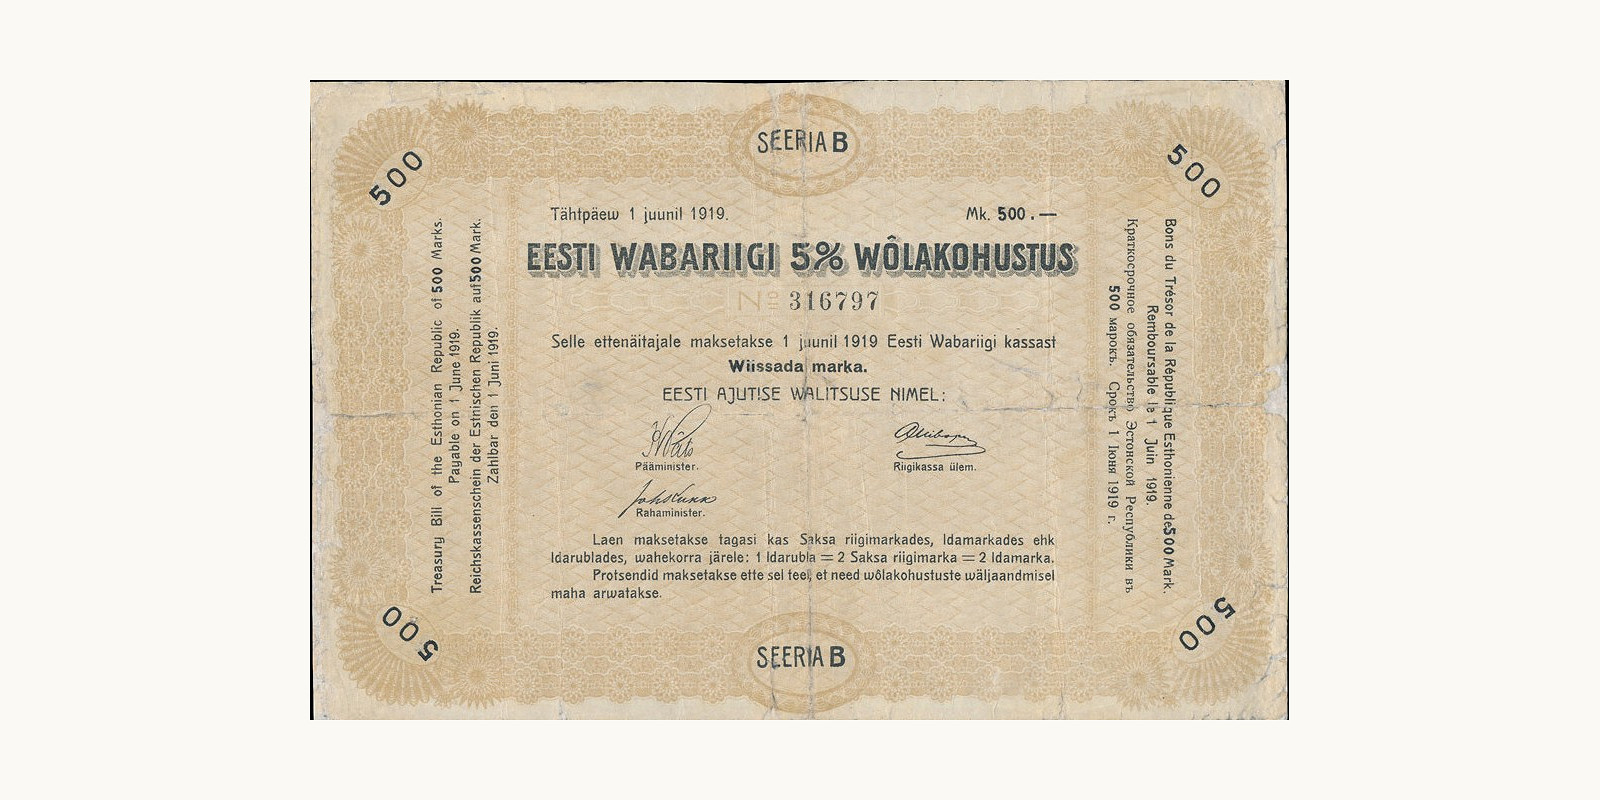 SEERIA B
500
500
Tähtpäew 1 juunil 1919.
Mk. 500.—
EESTI WABARIIGI 5% WÔLAKOHUSTUS
№ 316797
Selle ettenäitajale maksetakse 1 juunil 1919 Eesti Wabariigi kassast
Wiissada marka.
EESTI AJUTISE WALITSUSE NIMEL:
Pääminister.
Riigikassa ülem.
Rahaminister.
Laen maksetakse tagasi kas Saksa riigimarkades, Idamarkades ehk
Idarublades, wahekorra järele: 1 Idarubla = 2 Saksa riigimarka = 2 Idamarka.
Protsendid maksetakse ette sel teel, et need wôlakohustuste wäljaandmisel
maha arwatakse.
Treasury Bill of the Esthonian Republic of 500 Marks.
Payable on 1 June 1919.
Reichskassenschein der Estnischen Republik auf 500 Mark.
Zahlbar den 1 Juni 1919.
Bons du Trésor de la République Esthonienne de 500 Mark.
Remboursable le 1 Juin 1919.
Краткосрочное обязательство Эстонской Республики въ
500 марокъ. Срокъ 1 Iюня 1919 г.
500
500
SEERIA B